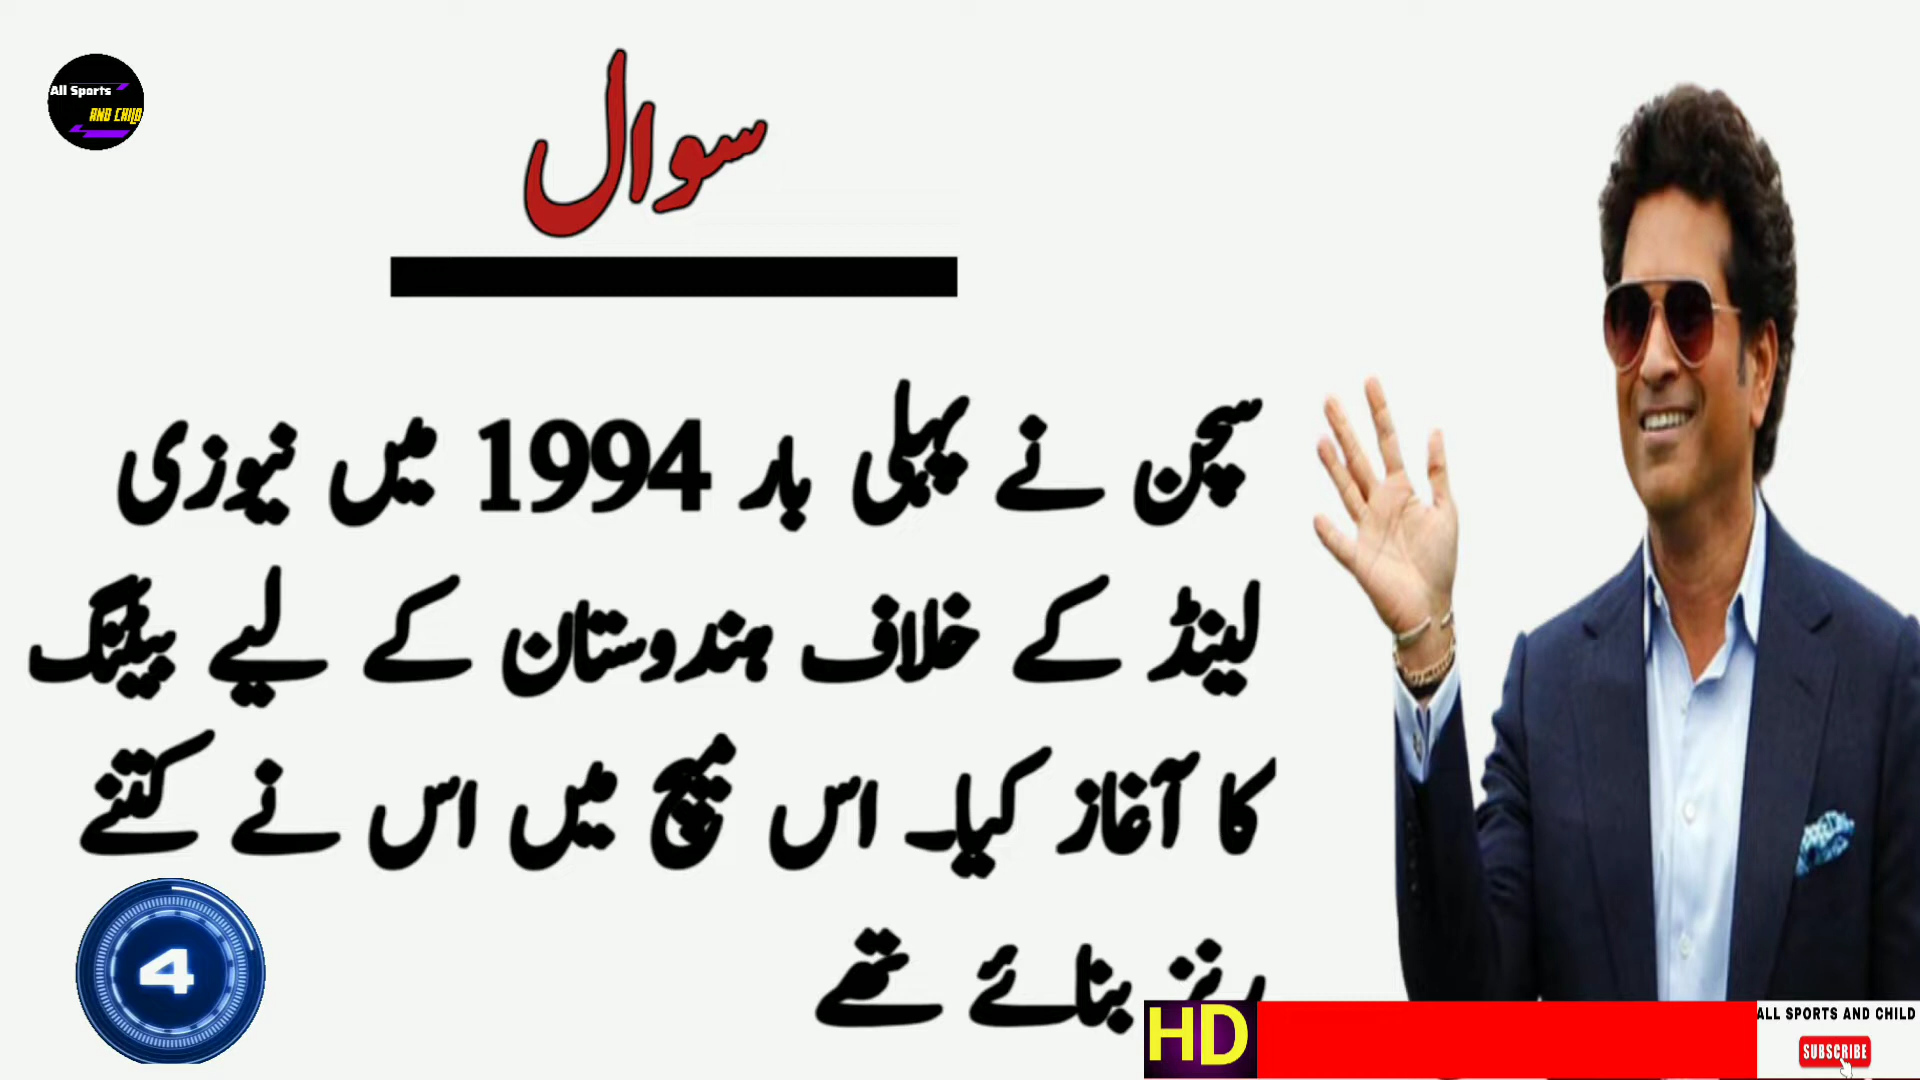 All Sports
AND CHILD
سوال
سچن نے پہلی بار 1994 میں نیوزی
لینڈ کے خلاف ہندوستان کے لیے بیٹنگ
کا آغاز کیا۔ اس میچ میں اس نے کتنے
رنز بنائے تھے
4
HD
ALL SPORTS AND CHILD
SUBSCRIBE